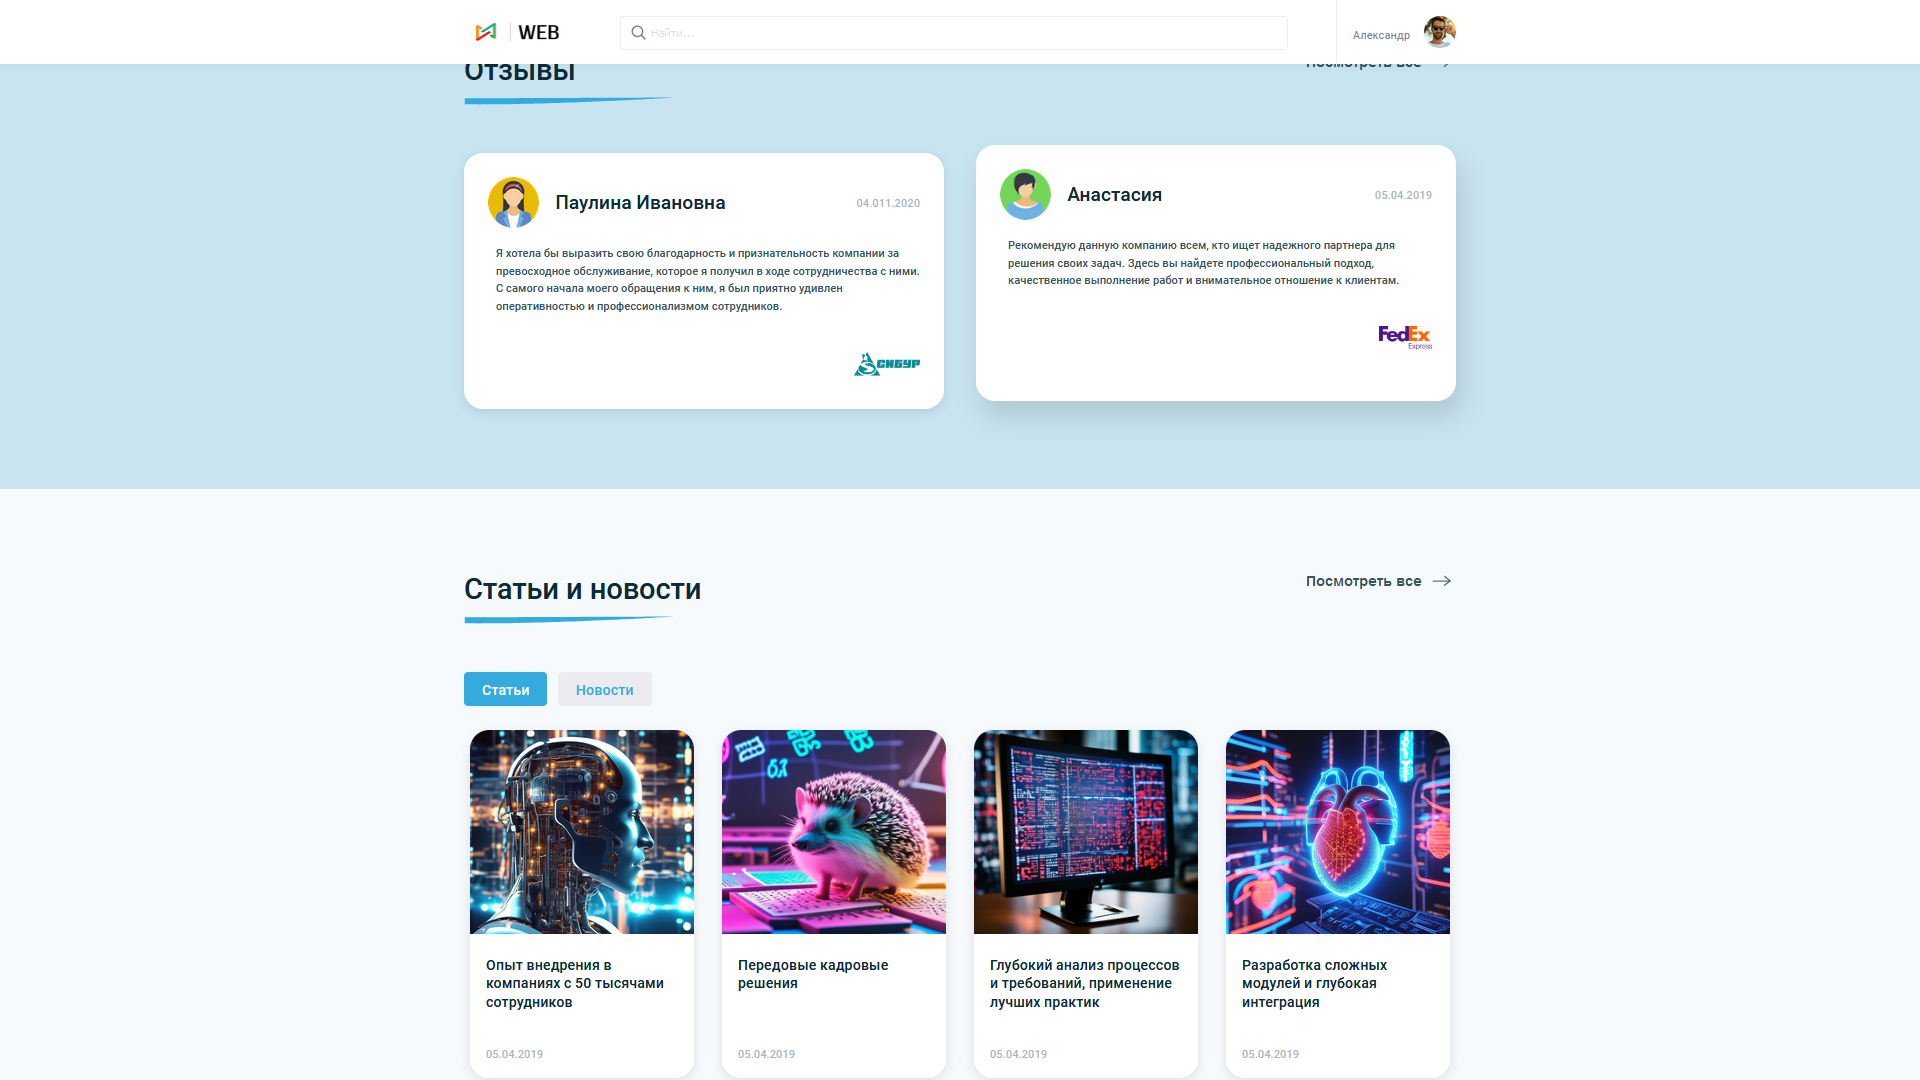 WEB
Найти...
Александр
Отзывы
Посмотреть все
Паулина Ивановна
04.011.2020
Я хотела бы выразить свою благодарность и признательность компании за
превосходное обслуживание, которое я получил в ходе сотрудничества с ними.
С самого начала моего обращения к ним, я был приятно удивлен
оперативностью и профессионализмом сотрудников.
СИБУР
Анастасия
05.04.2019
Рекомендую данную компанию всем, кто ищет надежного партнера для
решения своих задач. Здесь вы найдете профессиональный подход,
качественное выполнение работ и внимательное отношение к клиентам.
FedEx
Express
Статьи и новости
Посмотреть все
Статьи
Новости
Опыт внедрения в
компаниях с 50 тысячами
сотрудников
05.04.2019
Передовые кадровые
решения
05.04.2019
Глубокий анализ процессов
и требований, применение
лучших практик
05.04.2019
Разработка сложных
модулей и глубокая
интеграция
05.04.2019